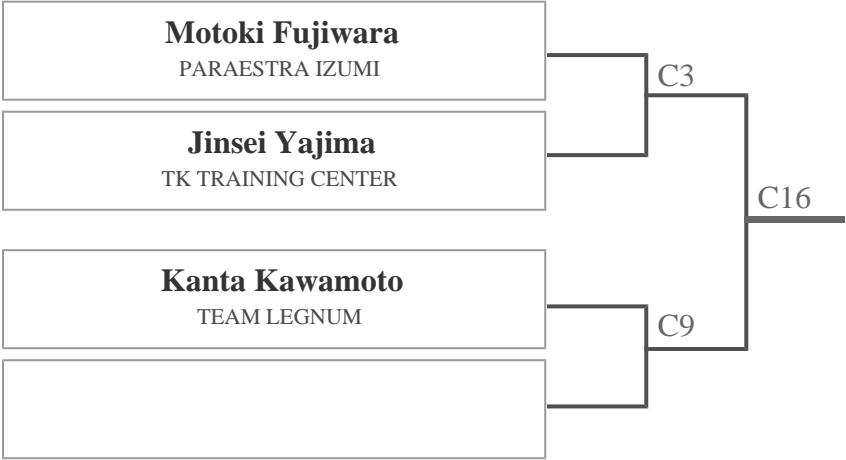 Motoki Fujiwara
PARAESTRA IZUMI
C3
Jinsei Yajima
TK TRAINING CENTER
C16
Kanta Kawamoto
TEAM LEGNUM
C9